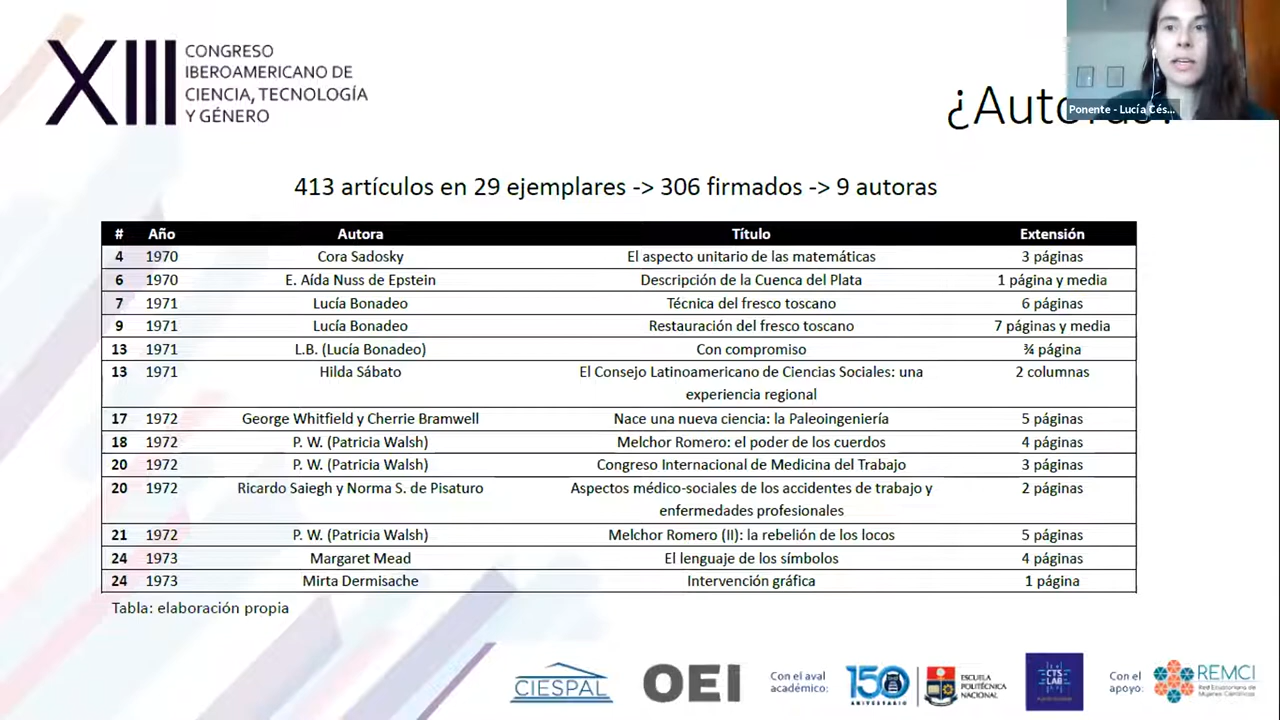 XIII CONGRESO
IBEROAMERICANO DE
CIENCIA, TECNOLOGÍA
Y GÉNERO
Ponente - Lucía Cés...
413 artículos en 29 ejemplares -> 306 firmados -> 9 autoras
# Año Autora Título Extensión
4 1970 Cora Sadosky El aspecto unitario de las matemáticas 3 páginas
6 1970 E. Aída Nuss de Epstein Descripción de la Cuenca del Plata 1 página y media
7 1971 Lucía Bonadeo Técnica del fresco toscano 6 páginas
9 1971 Lucía Bonadeo Restauración del fresco toscano 7 páginas y media
13 1971 L.B. (Lucía Bonadeo) Con compromiso ¾ página
13 1971 Hilda Sábato El Consejo Latinoamericano de Ciencias Sociales: una 2 columnas
experiencia regional
17 1972 George Whitfield y Cherrie Bramwell Nace una nueva ciencia: la Paleoingeniería 5 páginas
18 1972 P. W. (Patricia Walsh) Melchor Romero: el poder de los cuerdos 4 páginas
20 1972 P. W. (Patricia Walsh) Congreso Internacional de Medicina del Trabajo 3 páginas
20 1972 Ricardo Saiegh y Norma S. de Pisaturo Aspectos médico-sociales de los accidentes de trabajo y 2 páginas
enfermedades profesionales
21 1972 P. W. (Patricia Walsh) Melchor Romero (II): la rebelión de los locos 5 páginas
24 1973 Margaret Mead El lenguaje de los símbolos 4 páginas
24 1973 Mirta Dermisache Intervención gráfica 1 página
Tabla: elaboración propia
CIESPAL
OEI
Con el aval
académico:
150
ANIVERSARIO
ESCUELA
POLITÉCNICA
NACIONAL
CTS
LAB
Con el
apoyo:
REMCI
Red Ecuatoriana de
Mujeres Científicas